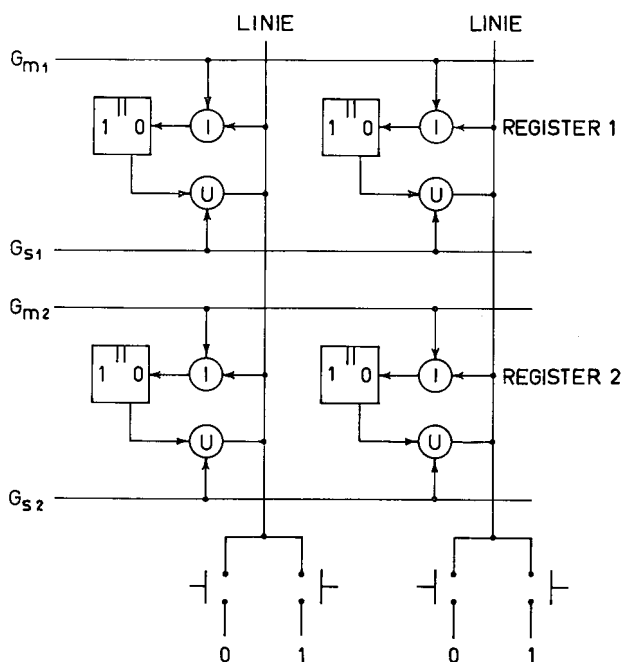 LINIE LINIE
Gm1
1 0 I 1 0 I REGISTER 1
U U
Gs1
Gm2
1 0 I 1 0 I REGISTER 2
U U
Gs2
0 1 0 1